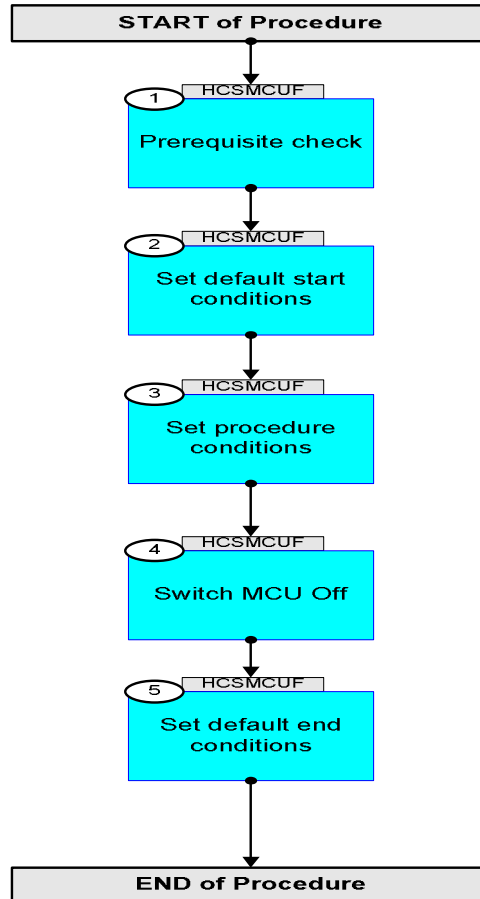 START of Procedure
HCSMCUF
1
Prerequisite check
HCSMCUF
2
Set default start
conditions
HCSMCUF
3
Set procedure
conditions
HCSMCUF
4
Switch MCU Off
HCSMCUF
5
Set default end
conditions
END of Procedure